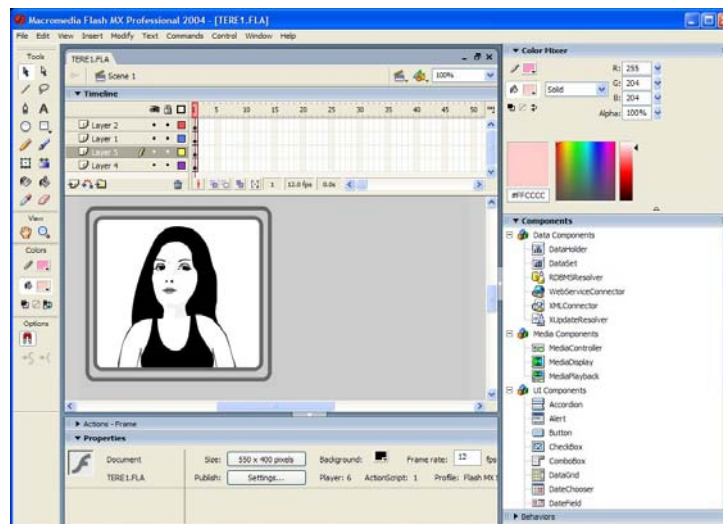 Macromedia Flash MX Professional 2004 - [TERE1.FLA]
File Edit View Insert Modify Text Commands Control Window Help
Tools
View
Colors
Options
TERE1.FLA
Scene 1
100%
Timeline
5 10 15 20 25 30 35 40 45 50
Layer 2
Layer 1
Layer 4
1 12.0 fps 0.0s
Actions - Frame
Properties
Document
TERE1.FLA
Size: 550 x 400 pixels Background: Frame rate: 12 fps
Publish: Settings... Player: 6 ActionScript: 1 Profile: Flash MX
Color Mixer
R: 255
Solid
G: 204
B: 204
Alpha: 100%
#FFCCCC
Components
Data Components
DataHolder
DataSet
RDBMSResolver
WebServiceConnector
XMLConnector
XUpdateResolver
Media Components
MediaController
MediaDisplay
MediaPlayback
UI Components
Accordion
Alert
Button
CheckBox
ComboBox
DataGrid
DateChooser
DateField
Behaviors